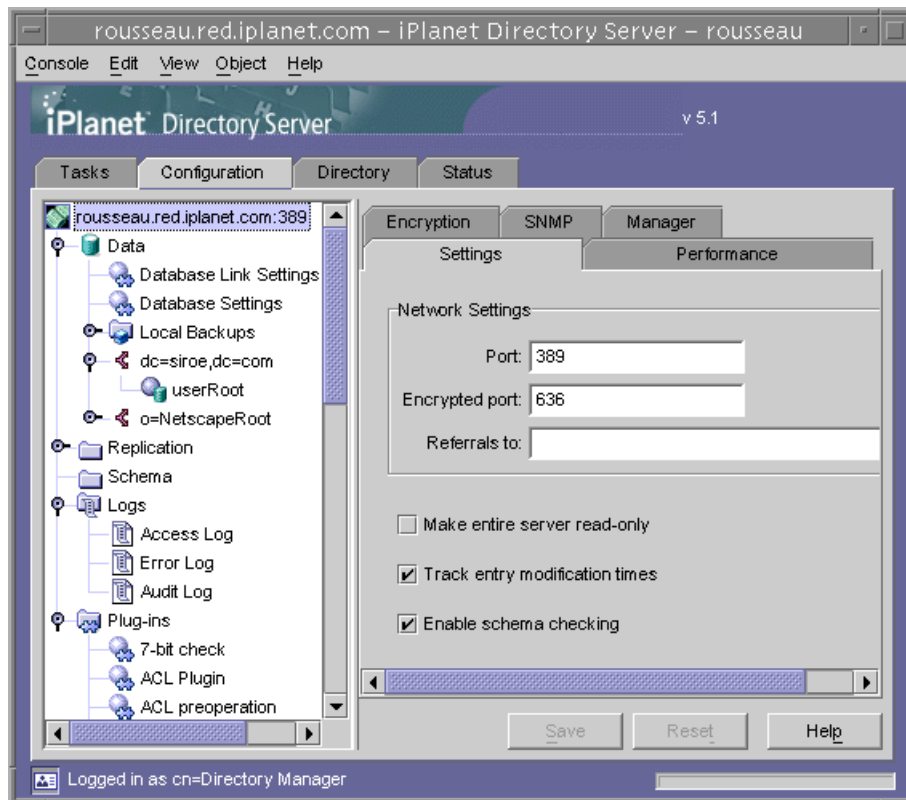 rousseau.red.iplanet.com – iPlanet Directory Server – rousseau
Console Edit View Object Help
iPlanet Directory Server
v 5.1
Tasks Configuration Directory Status
rousseau.red.iplanet.com:389
Data
Database Link Settings
Database Settings
Local Backups
dc=siroe,dc=com
userRoot
o=NetscapeRoot
Replication
Schema
Logs
Access Log
Error Log
Audit Log
Plug-ins
7-bit check
ACL Plugin
ACL preoperation
Encryption SNMP Manager
Settings Performance
Network Settings
Port: 389
Encrypted port: 636
Referrals to:
Make entire server read-only
Track entry modification times
Enable schema checking
Save Reset Help
Logged in as cn=Directory Manager